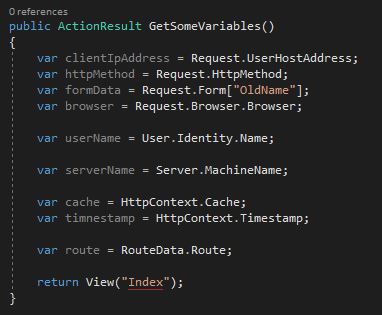 0 references
public ActionResult GetSomeVariables()
{
var clientIpAddress = Request.UserHostAddress;
var httpMethod = Request.HttpMethod;
var formData = Request.Form["OldName"];
var browser = Request.Browser.Browser;
var userName = User.Identity.Name;
var serverName = Server.MachineName;
var cache = HttpContext.Cache;
var timnestamp = HttpContext.Timestamp;
var route = RouteData.Route;
return View("Index");
}